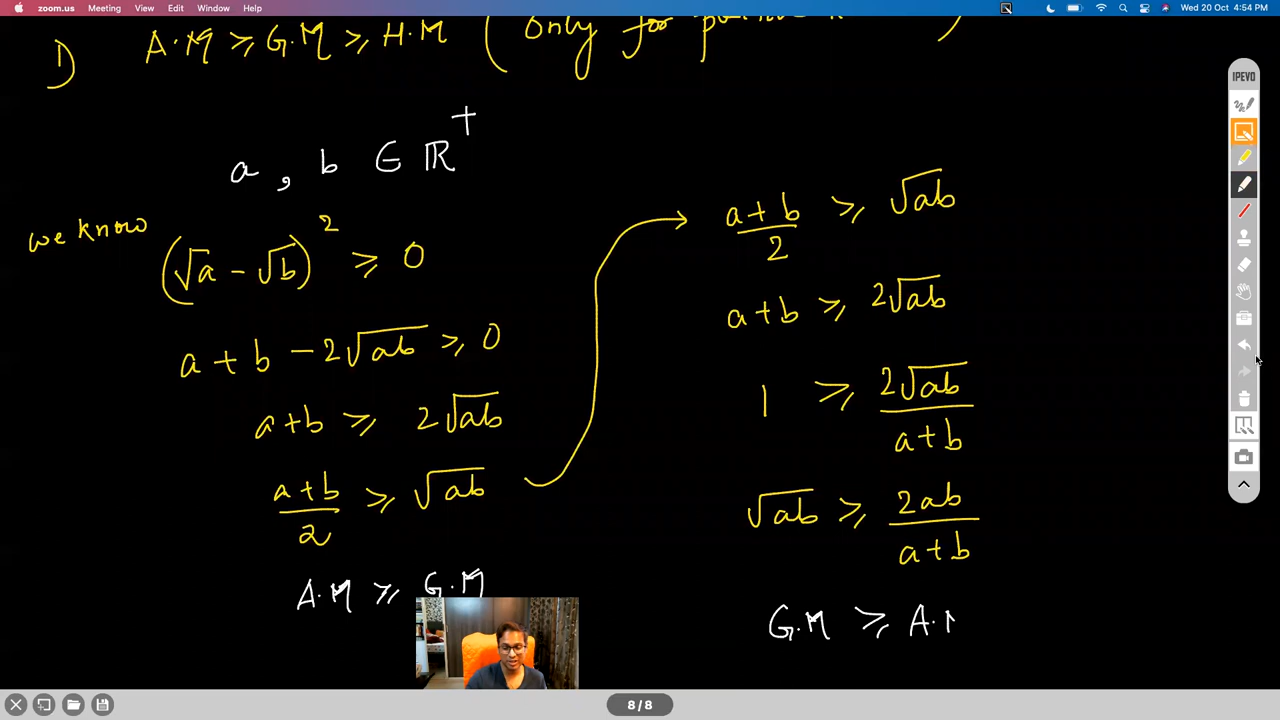 zoom.us Meeting View Edit Window Help Wed 20 Oct 4:54 PM
1) A.M ≥ G.M ≥ H.M ( Only for )
a , b ∈ ℝ⁺
we know (√a - √b)² ≥ 0
a + b - 2√ab ≥ 0
a+b ≥ 2√ab
(a+b)/2 ≥ √ab
A.M ≥ G.M
(a+b)/2 ≥ √ab
a+b ≥ 2√ab
1 ≥ 2√ab/(a+b)
√ab ≥ 2ab/(a+b)
G.M ≥ A.
IPEVO
8/8